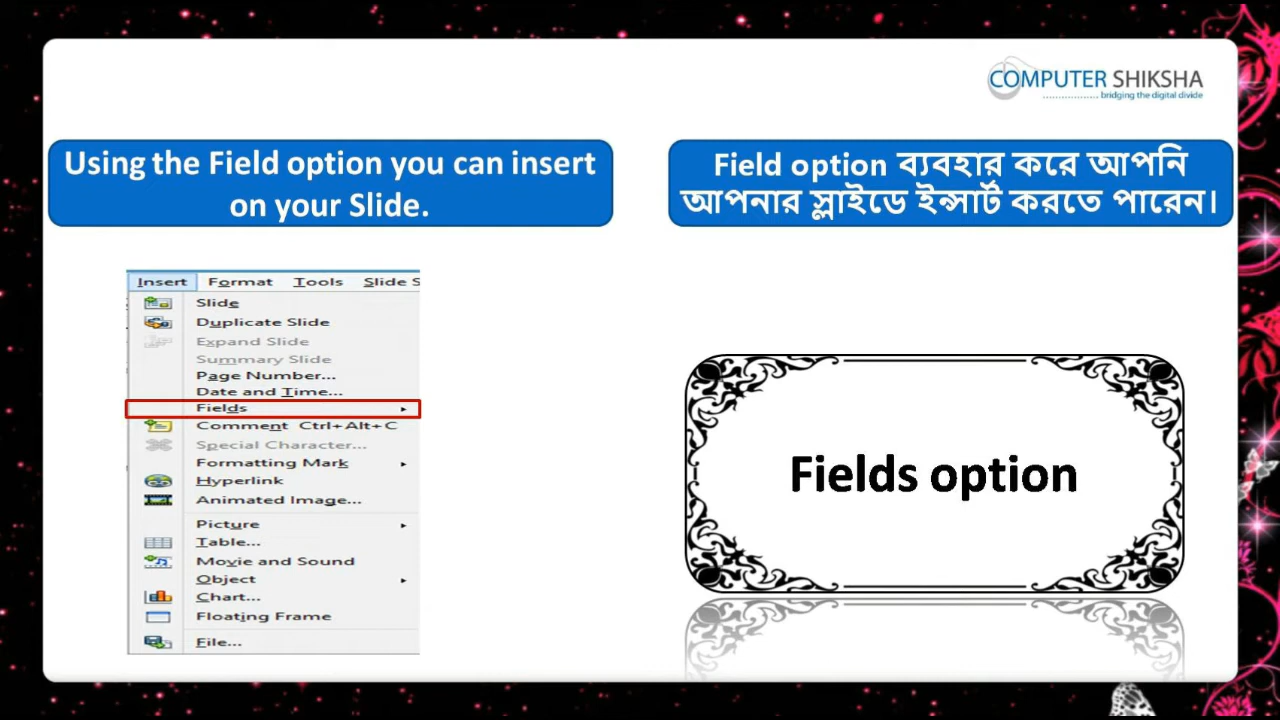 COMPUTER SHIKSHA
bridging the digital divide
Using the Field option you can insert
on your Slide.
Field option ব্যবহার করে আপনি
আপনার স্লাইডে ইন্সার্ট করতে পারেন।
Insert Format Tools Slide S
Slide
Duplicate Slide
Expand Slide
Summary Slide
Page Number...
Date and Time...
Fields
Comment Ctrl+Alt+C
Special Character...
Formatting Mark
Hyperlink
Animated Image...
Picture
Table...
Movie and Sound
Object
Chart...
Floating Frame
File...
Fields option